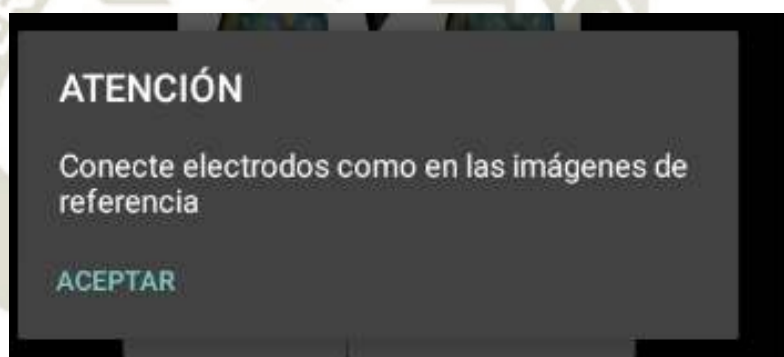 ATENCIÓN
Conecte electrodos como en las imágenes de
referencia
ACEPTAR